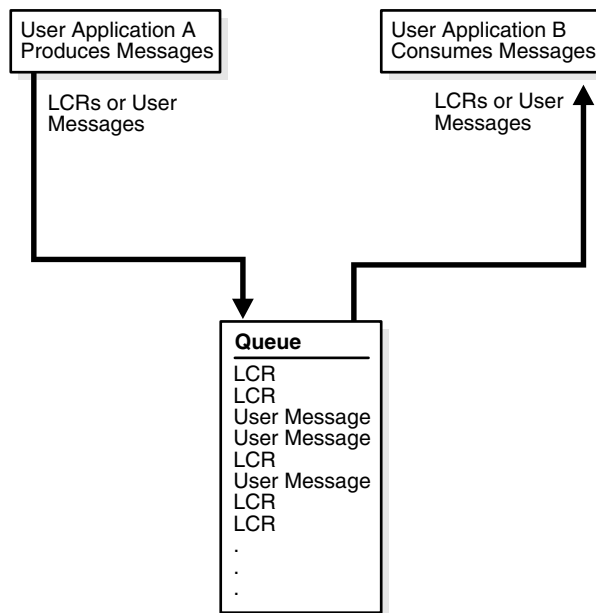 User Application A
Produces Messages
User Application B
Consumes Messages
LCRs or User
Messages
LCRs or User
Messages
Queue
LCR
LCR
User Message
User Message
LCR
User Message
LCR
LCR
.
.
.